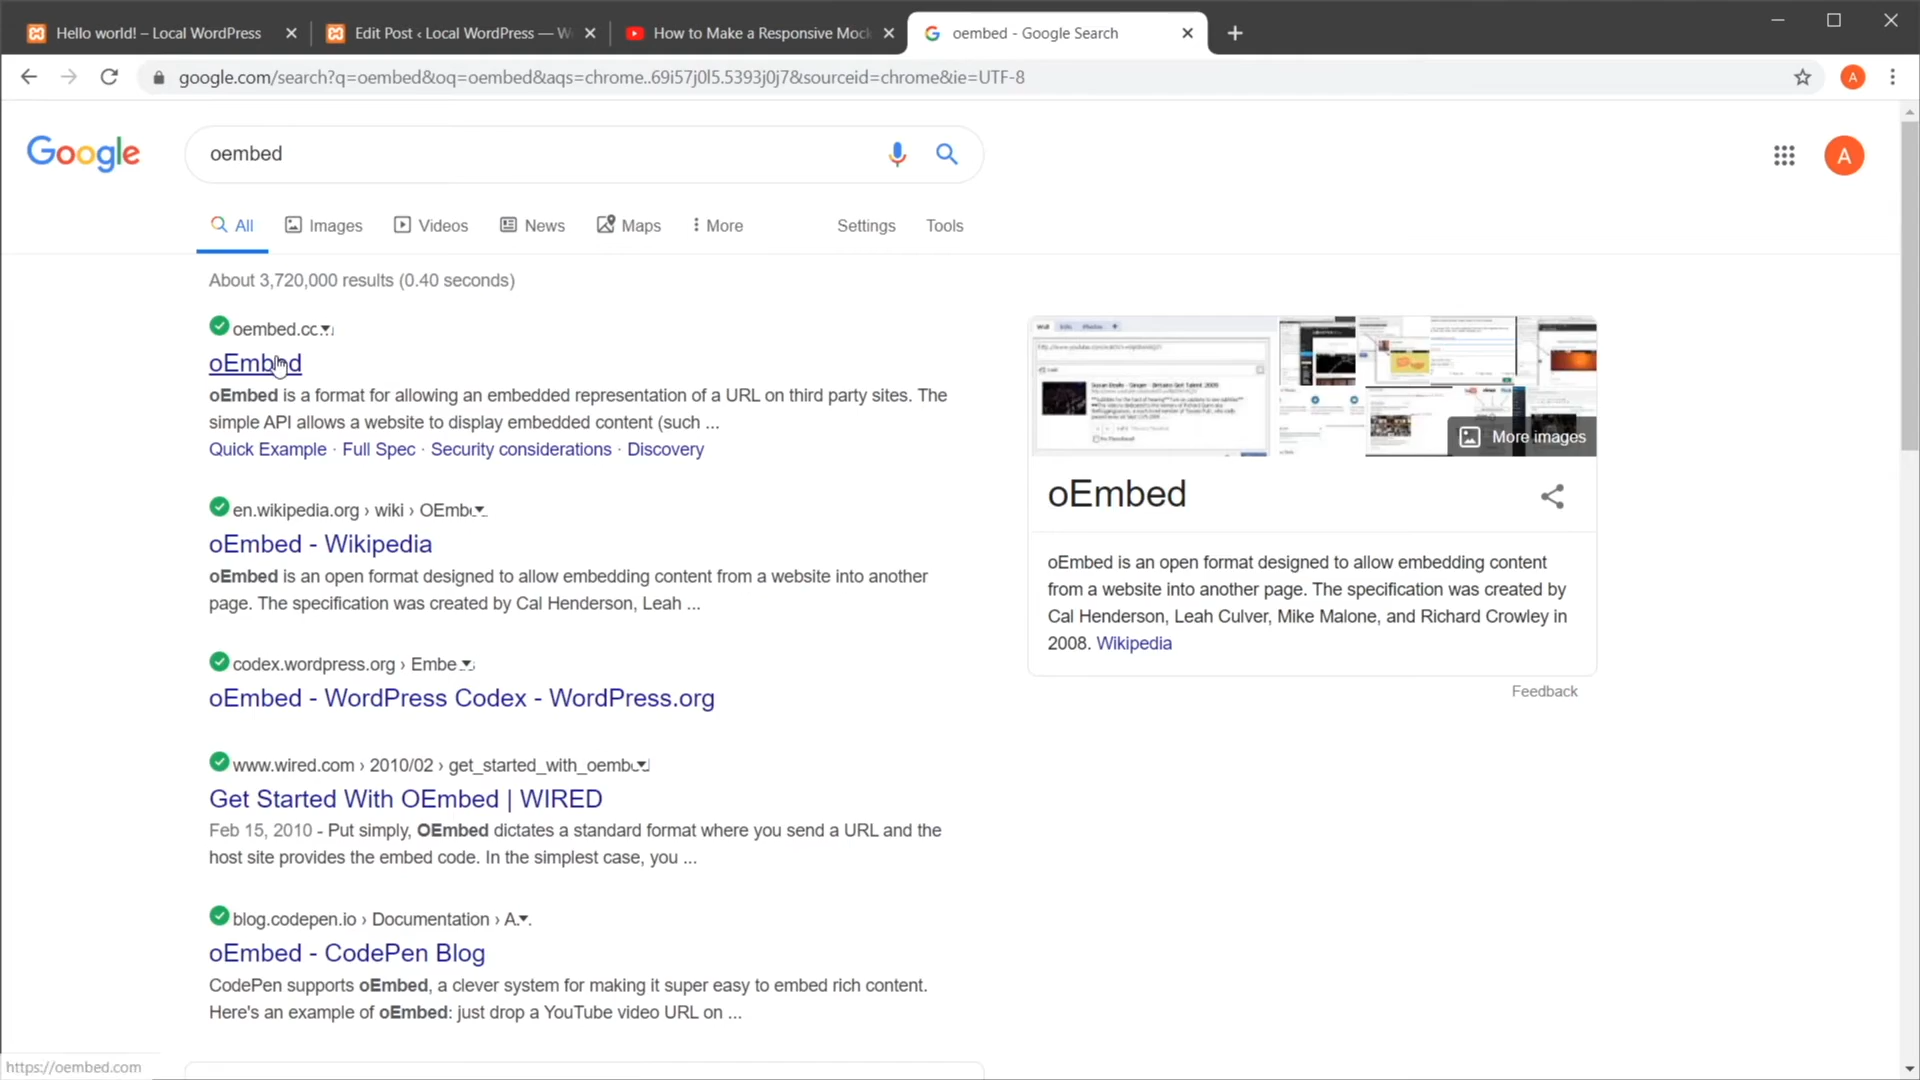 Hello world! – Local WordPress
Edit Post ‹ Local WordPress — W
How to Make a Responsive Mock
oembed - Google Search
google.com/search?q=oembed&oq=oembed&aqs=chrome..69i57j0l5.5393j0j7&sourceid=chrome&ie=UTF-8
A
Google
oembed
A
All
Images
Videos
News
Maps
More
Settings
Tools
About 3,720,000 results (0.40 seconds)
oembed.cc
oEmbed
oEmbed is a format for allowing an embedded representation of a URL on third party sites. The
simple API allows a website to display embedded content (such ...
Quick Example · Full Spec · Security considerations · Discovery
en.wikipedia.org › wiki › OEmbe
oEmbed - Wikipedia
oEmbed is an open format designed to allow embedding content from a website into another
page. The specification was created by Cal Henderson, Leah ...
codex.wordpress.org › Embe
oEmbed - WordPress Codex - WordPress.org
www.wired.com › 2010/02 › get_started_with_oembe
Get Started With OEmbed | WIRED
Feb 15, 2010 - Put simply, OEmbed dictates a standard format where you send a URL and the
host site provides the embed code. In the simplest case, you ...
blog.codepen.io › Documentation › A
oEmbed - CodePen Blog
CodePen supports oEmbed, a clever system for making it super easy to embed rich content.
Here's an example of oEmbed: just drop a YouTube video URL on ...
More images
oEmbed
oEmbed is an open format designed to allow embedding content
from a website into another page. The specification was created by
Cal Henderson, Leah Culver, Mike Malone, and Richard Crowley in
2008. Wikipedia
Feedback
https://oembed.com